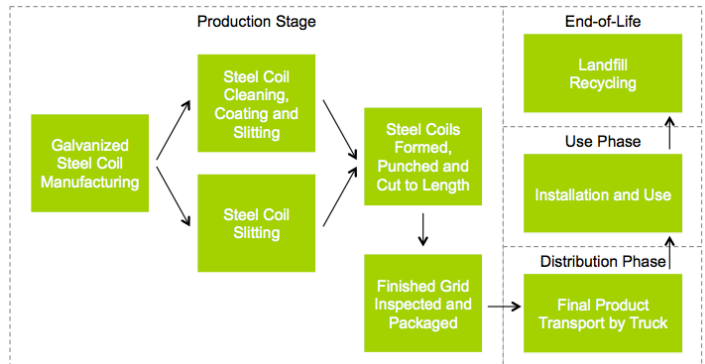 Production Stage
Galvanized
Steel Coil
Manufacturing
Steel Coil
Cleaning,
Coating and
Slitting
Steel Coil
Slitting
Steel Coils
Formed,
Punched and
Cut to Length
Finished Grid
Inspected and
Packaged
Distribution Phase
Final Product
Transport by Truck
Use Phase
Installation and Use
End-of-Life
Landfill
Recycling